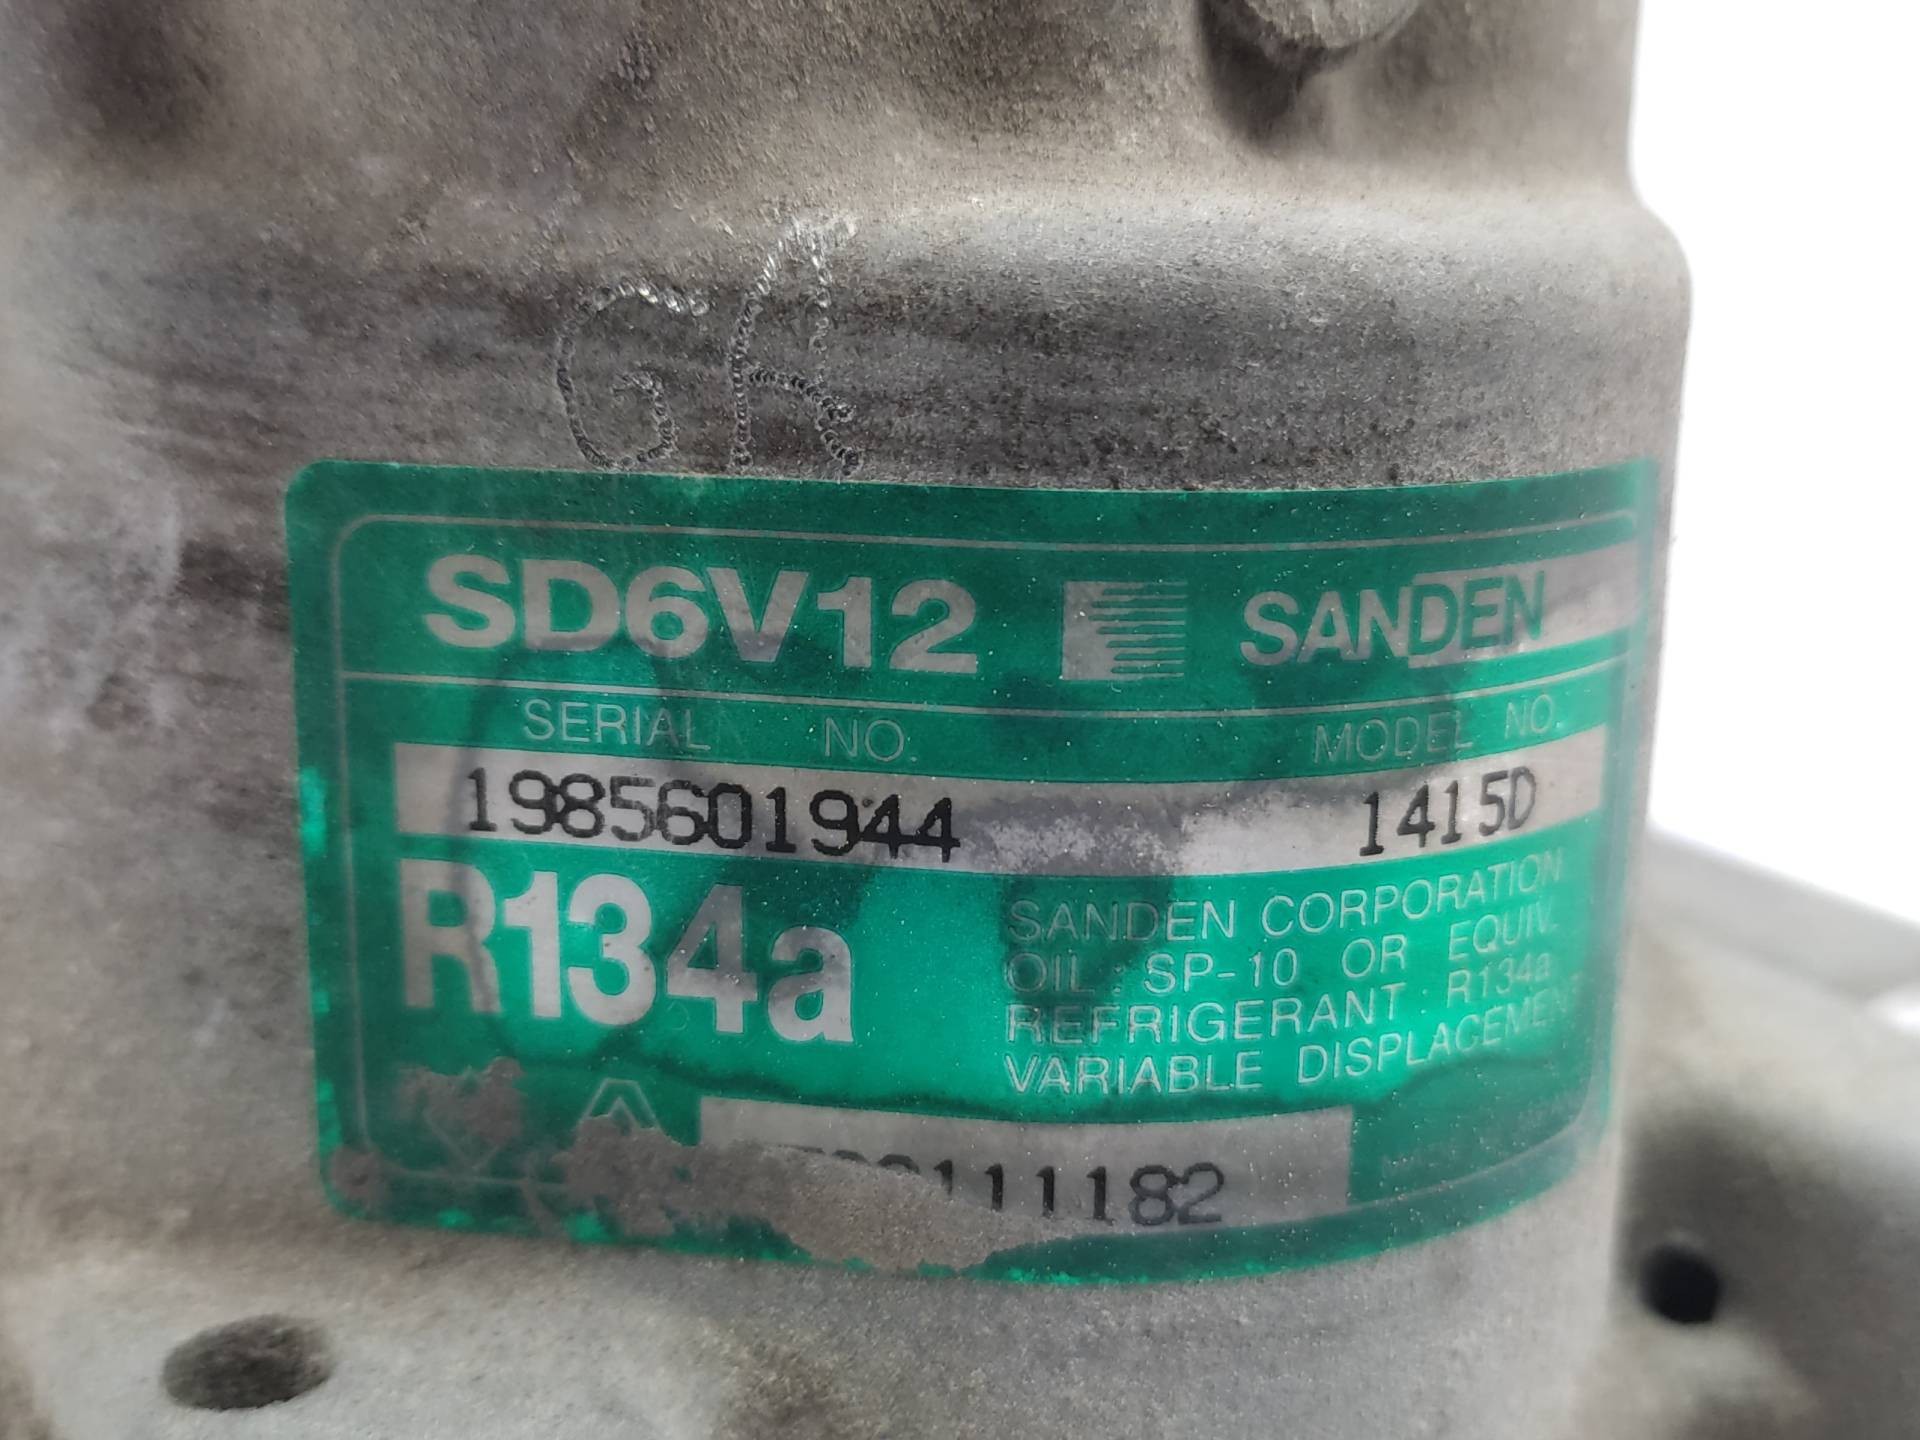 GA
SD6V12 SANDEN
SERIAL NO. MODEL NO.
1985601944 1415D
R134a
SANDEN CORPORATION
OIL : SP-10 OR EQUIV.
REFRIGERANT : R134a
VARIABLE DISPLACEMENT
111182